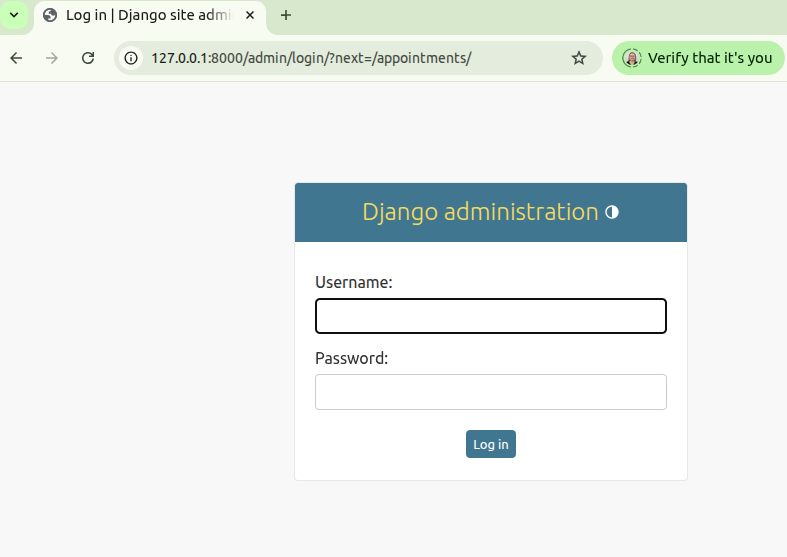 Log in | Django site admi
127.0.0.1:8000/admin/login/?next=/appointments/
Verify that it's you
Django administration
Username:
Password:
Log in